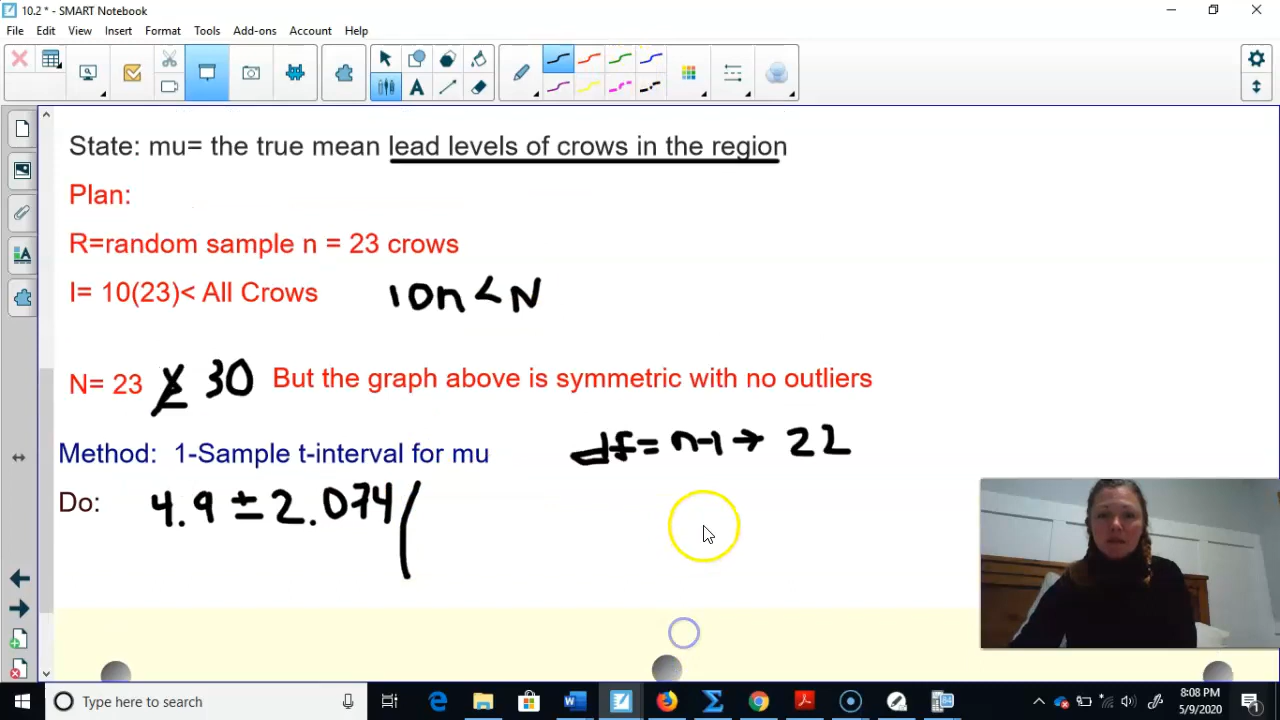 10.2 * - SMART Notebook
File Edit View Insert Format Tools Add-ons Account Help
State: mu= the true mean lead levels of crows in the region
Plan:
R=random sample n = 23 crows
I= 10(23)< All Crows 10n < N
N= 23 ≱ 30 But the graph above is symmetric with no outliers
df = n-1 → 22
Method: 1-Sample t-interval for mu
Do: 4.9 ± 2.074 (
Type here to search
8:08 PM
5/9/2020